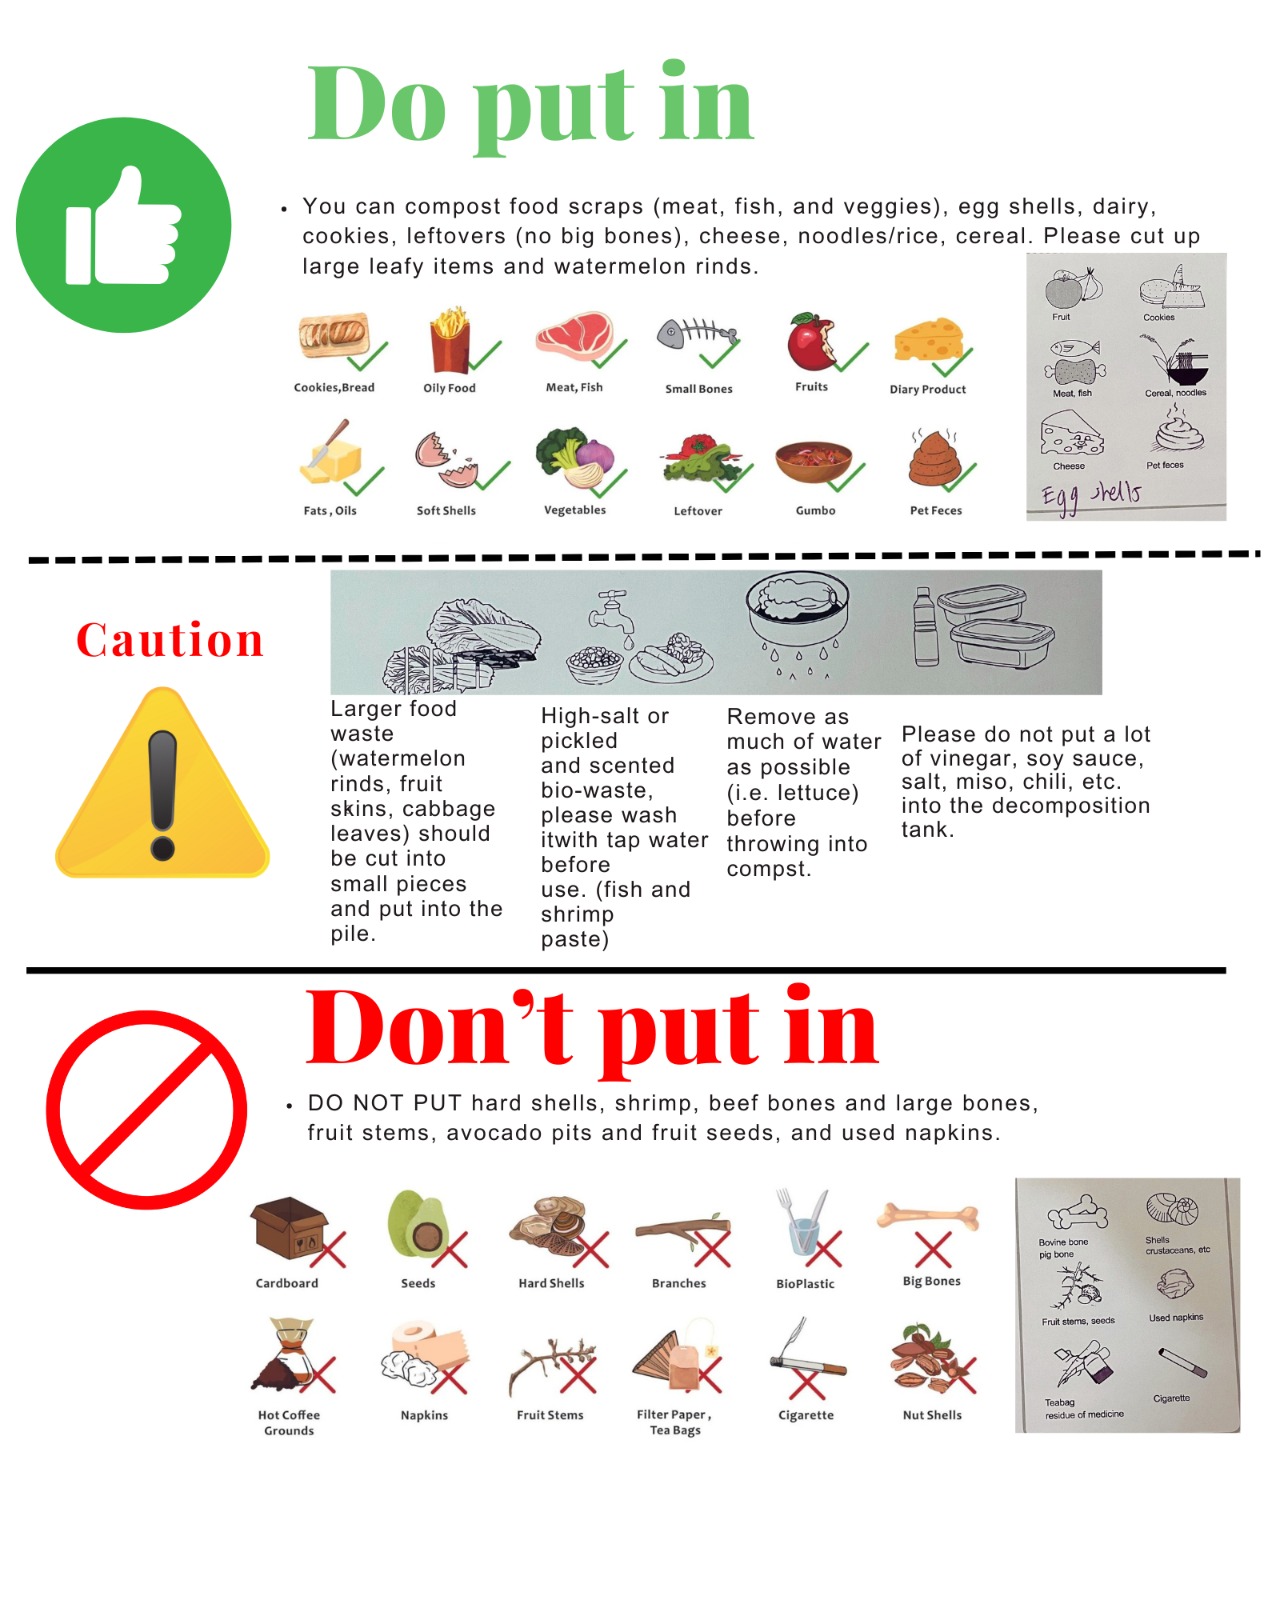 Do put in
• You can compost food scraps (meat, fish, and veggies), egg shells, dairy,
cookies, leftovers (no big bones), cheese, noodles/rice, cereal. Please cut up
large leafy items and watermelon rinds.
Cookies,Bread
Oily Food
Meat, Fish
Small Bones
Fruits
Diary Product
Fats, Oils
Soft Shells
Vegetables
Leftover
Gumbo
Pet Feces
Fruit
Cookies
Meat, fish
Cereal, noodles
Cheese
Pet feces
Egg shells
Caution
Larger food
waste
(watermelon
rinds, fruit
skins, cabbage
leaves) should
be cut into
small pieces
and put into the
pile.
High-salt or
pickled
and scented
bio-waste,
please wash
itwith tap water
before
use. (fish and
shrimp
paste)
Remove as
much of water
as possible
(i.e. lettuce)
before
throwing into
compst.
Please do not put a lot
of vinegar, soy sauce,
salt, miso, chili, etc.
into the decomposition
tank.
Don't put in
• DO NOT PUT hard shells, shrimp, beef bones and large bones,
fruit stems, avocado pits and fruit seeds, and used napkins.
Cardboard
Seeds
Hard Shells
Branches
BioPlastic
Big Bones
Hot Coffee
Grounds
Napkins
Fruit Stems
Filter Paper,
Tea Bags
Cigarette
Nut Shells
Bovine bone
pig bone
Shells
crustaceans, etc
Fruit stems, seeds
Used napkins
Teabag
residue of medicine
Cigarette